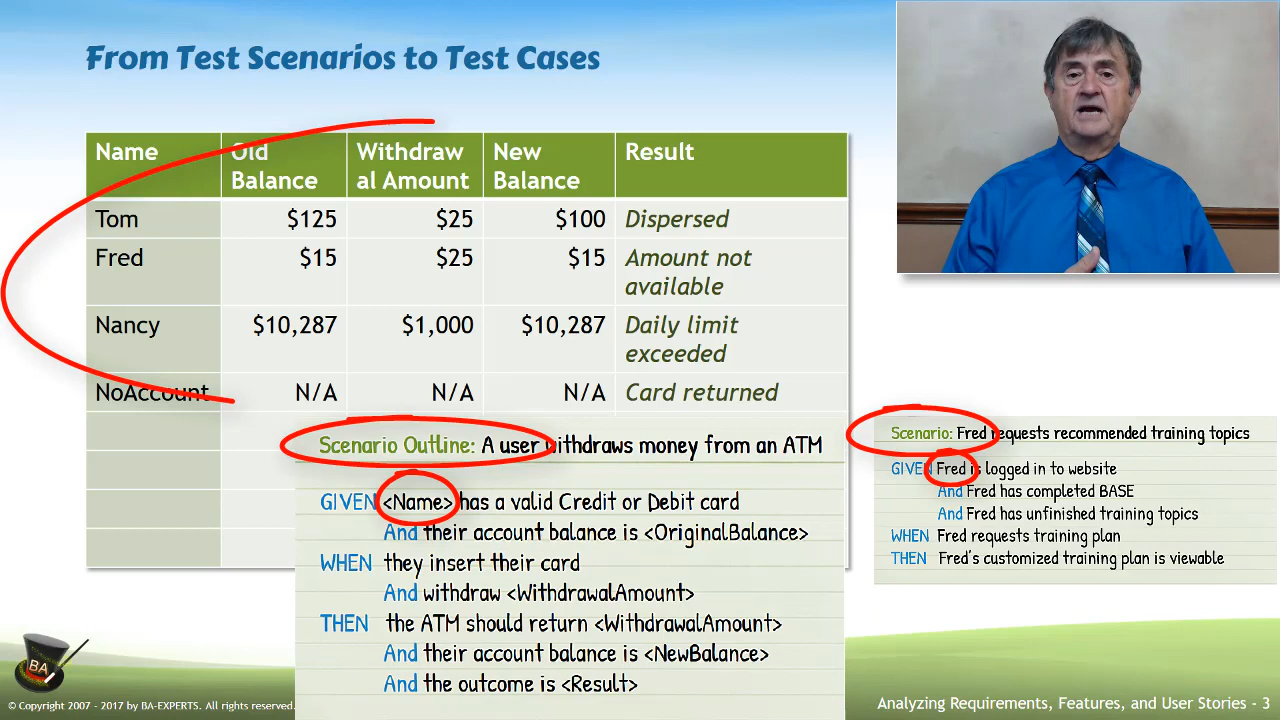 From Test Scenarios to Test Cases
Name Old Balance Withdraw al Amount New Balance Result
Tom $125 $25 $100 Dispersed
Fred $15 $25 $15 Amount not available
Nancy $10,287 $1,000 $10,287 Daily limit exceeded
NoAccount N/A N/A N/A Card returned
Scenario Outline: A user withdraws money from an ATM
GIVEN <Name> has a valid Credit or Debit card
And their account balance is <OriginalBalance>
WHEN they insert their card
And withdraw <WithdrawalAmount>
THEN the ATM should return <WithdrawalAmount>
And their account balance is <NewBalance>
And the outcome is <Result>
Scenario: Fred requests recommended training topics
GIVEN Fred is logged in to website
And Fred has completed BASE
And Fred has unfinished training topics
WHEN Fred requests training plan
THEN Fred's customized training plan is viewable
BA
© Copyright 2007 - 2017 by BA-EXPERTS. All rights reserved.
Analyzing Requirements, Features, and User Stories - 3